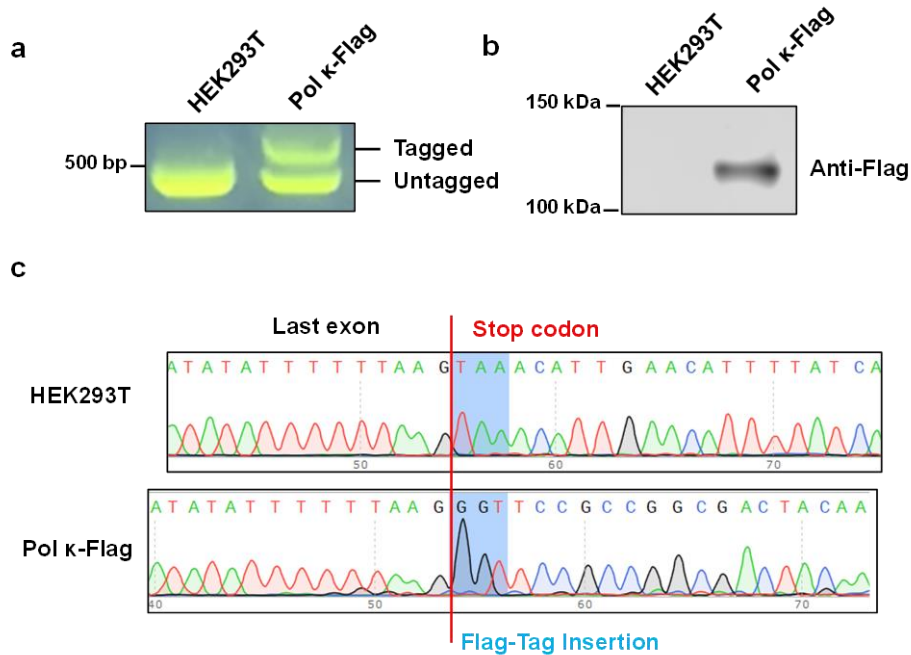 a
HEK293T
Pol κ-Flag
500 bp
Tagged
Untagged
b
HEK293T
Pol κ-Flag
150 kDa
100 kDa
Anti-Flag
c
Last exon
Stop codon
HEK293T
A T A T A T T T T T T A A G T A A A C A T T G A A C A T T T T A T C A
50
60
70
Pol κ-Flag
A T A T A T T T T T T A A G G G T T C C G C C G G C G A C T A C A A
40
50
60
70
Flag-Tag Insertion